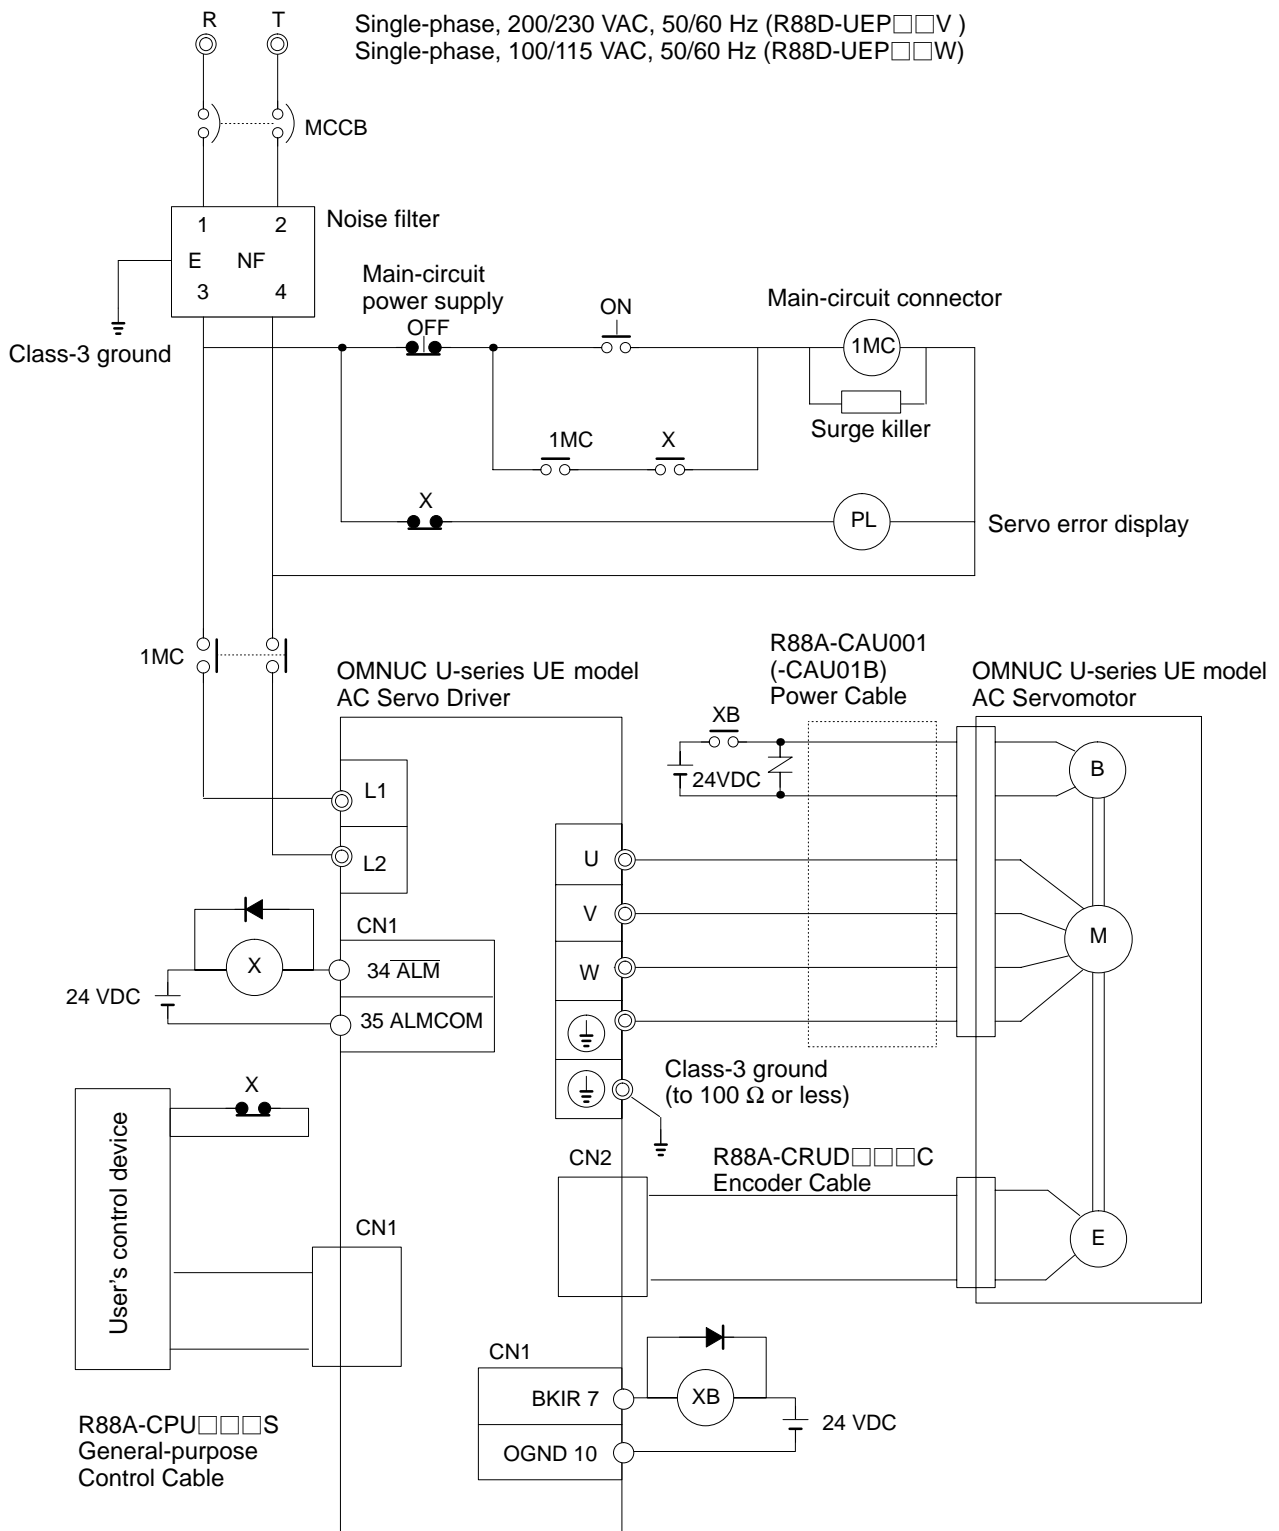 R T
Single-phase, 200/230 VAC, 50/60 Hz (R88D-UEP□□V )
Single-phase, 100/115 VAC, 50/60 Hz (R88D-UEP□□W)
MCCB
Noise filter
1 2
E NF
3 4
Class-3 ground
Main-circuit
power supply
OFF
ON
Main-circuit connector
1MC
Surge killer
1MC X
X
PL
Servo error display
1MC
OMNUC U-series UE model
AC Servo Driver
R88A-CAU001
(-CAU01B)
Power Cable
OMNUC U-series UE model
AC Servomotor
XB
24VDC
B
L1
L2
U
V
W
M
CN1
X
34 ALM
24 VDC
35 ALMCOM
Class-3 ground
(to 100 Ω or less)
X
User's control device
CN2
R88A-CRUD□□□C
Encoder Cable
CN1
E
CN1
BKIR 7
XB
24 VDC
OGND 10
R88A-CPU□□□S
General-purpose
Control Cable